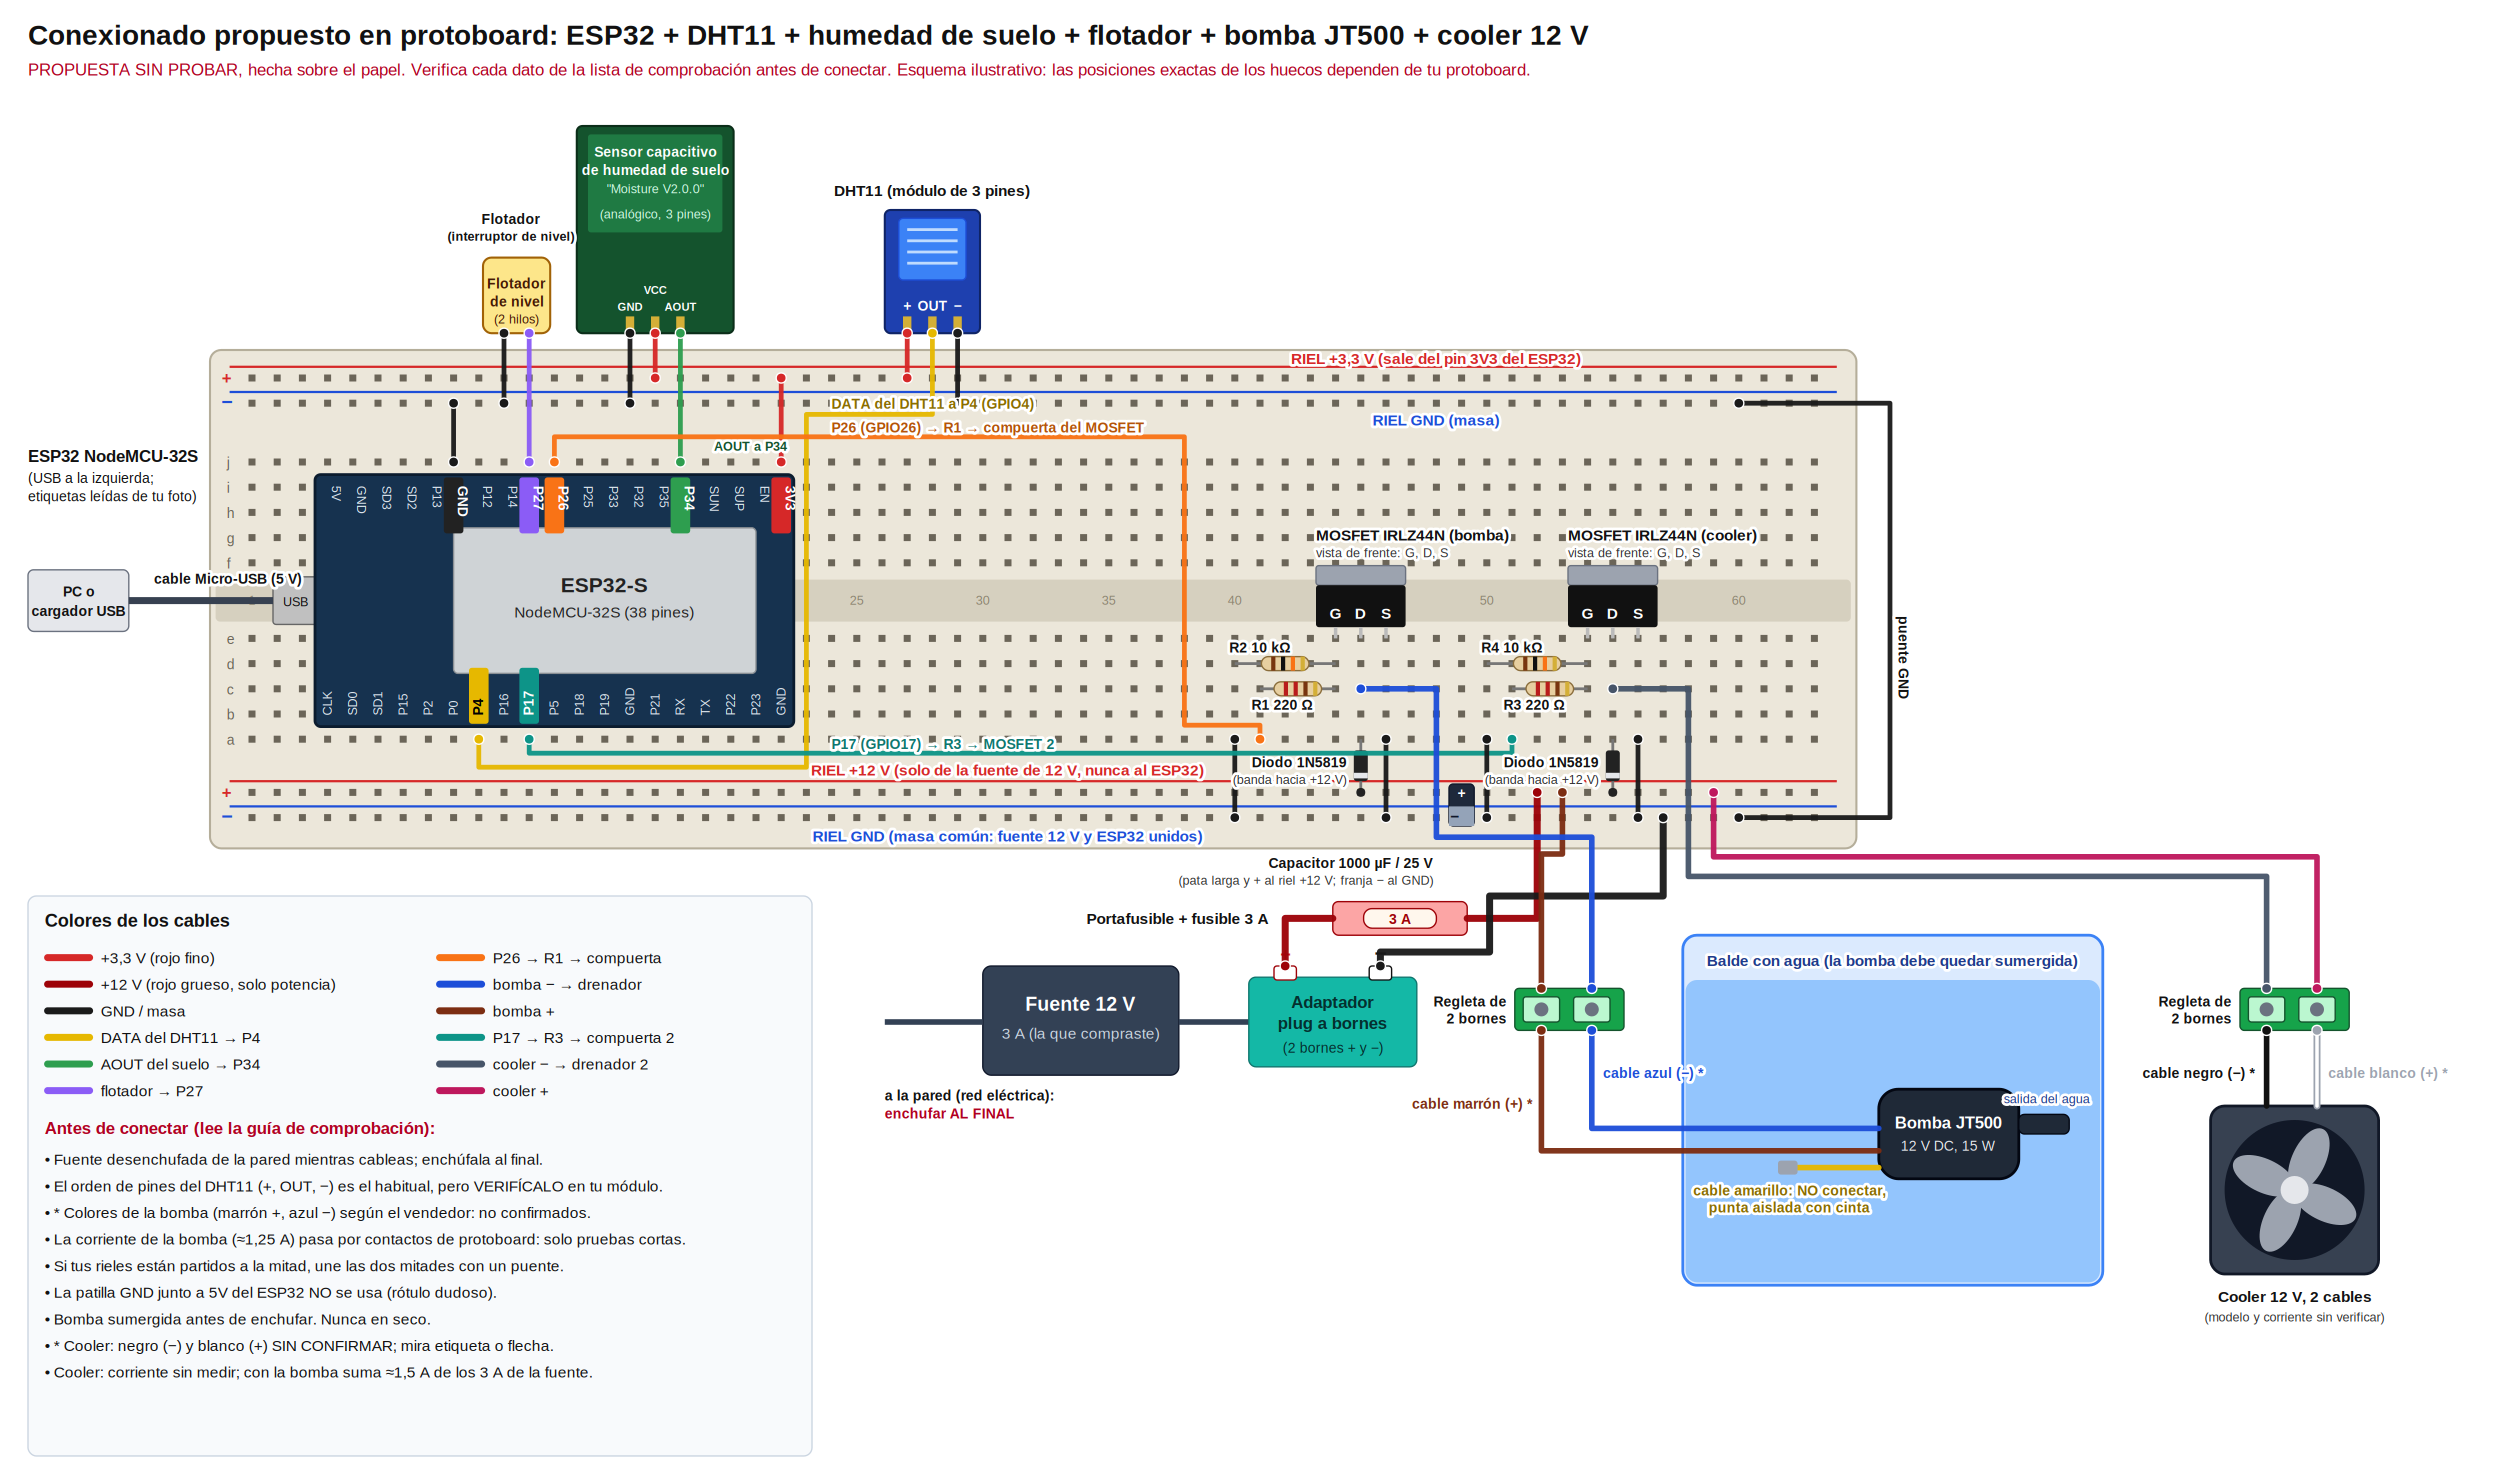 Conexionado propuesto en protoboard: ESP32 + DHT11 + humedad de suelo + flotador + bomba JT500 + cooler 12 V
PROPUESTA SIN PROBAR, hecha sobre el papel. Verifica cada dato de la lista de comprobación antes de conectar. Esquema ilustrativo: las posiciones exactas de los huecos dependen de tu protoboard.
Sensor capacitivo
de humedad de suelo
"Moisture V2.0.0"
(analógico, 3 pines)
VCC
GND AOUT
Flotador
(interruptor de nivel)
Flotador
de nivel
(2 hilos)
DHT11 (módulo de 3 pines)
+ OUT −
RIEL +3,3 V (sale del pin 3V3 del ESP32)
+
−
DATA del DHT11 a P4 (GPIO4)
RIEL GND (masa)
P26 (GPIO26) → R1 → compuerta del MOSFET
AOUT a P34
ESP32 NodeMCU-32S
(USB a la izquierda;
etiquetas leídas de tu foto)
j
i
h
g
f
5V GND SD3 SD2 P13 GND P12 P14 P27 P26 P25 P33 P32 P35 P34 SUN SUP EN 3V3
MOSFET IRLZ44N (bomba)
vista de frente: G, D, S
MOSFET IRLZ44N (cooler)
vista de frente: G, D, S
PC o
cargador USB
cable Micro-USB (5 V)
USB
ESP32-S
NodeMCU-32S (38 pines)
25 30 35 40 50 60
G D S
G D S
puente GND
e
d
c
b
a
R2 10 kΩ
R4 10 kΩ
R1 220 Ω
R3 220 Ω
CLK SD0 SD1 P15 P2 P0 P4 P16 P17 P5 P18 P19 GND P21 RX TX P22 P23 GND
P17 (GPIO17) → R3 → MOSFET 2
RIEL +12 V (solo de la fuente de 12 V, nunca al ESP32)
Diodo 1N5819
(banda hacia +12 V)
Diodo 1N5819
(banda hacia +12 V)
+
−
+
−
RIEL GND (masa común: fuente 12 V y ESP32 unidos)
Capacitor 1000 µF / 25 V
(pata larga y + al riel +12 V; franja − al GND)
Portafusible + fusible 3 A
3 A
Fuente 12 V
3 A (la que compraste)
a la pared (red eléctrica):
enchufar AL FINAL
Adaptador
plug a bornes
(2 bornes + y −)
Regleta de
2 bornes
cable azul (−) *
cable marrón (+) *
Balde con agua (la bomba debe quedar sumergida)
salida del agua
Bomba JT500
12 V DC, 15 W
cable amarillo: NO conectar,
punta aislada con cinta
Regleta de
2 bornes
cable negro (−) *
cable blanco (+) *
Cooler 12 V, 2 cables
(modelo y corriente sin verificar)
Colores de los cables
+3,3 V (rojo fino)
+12 V (rojo grueso, solo potencia)
GND / masa
DATA del DHT11 → P4
AOUT del suelo → P34
flotador → P27
P26 → R1 → compuerta
bomba − → drenador
bomba +
P17 → R3 → compuerta 2
cooler − → drenador 2
cooler +
Antes de conectar (lee la guía de comprobación):
• Fuente desenchufada de la pared mientras cableas; enchúfala al final.
• El orden de pines del DHT11 (+, OUT, −) es el habitual, pero VERIFÍCALO en tu módulo.
• * Colores de la bomba (marrón +, azul −) según el vendedor: no confirmados.
• La corriente de la bomba (≈1,25 A) pasa por contactos de protoboard: solo pruebas cortas.
• Si tus rieles están partidos a la mitad, une las dos mitades con un puente.
• La patilla GND junto a 5V del ESP32 NO se usa (rótulo dudoso).
• Bomba sumergida antes de enchufar. Nunca en seco.
• * Cooler: negro (−) y blanco (+) SIN CONFIRMAR; mira etiqueta o flecha.
• Cooler: corriente sin medir; con la bomba suma ≈1,5 A de los 3 A de la fuente.